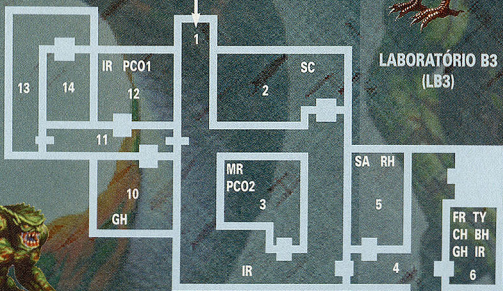 1
LABORATÓRIO B3
(LB3)
IR PCO1
12
SC
2
13
14
11
MR
PCO2
3
SA RH
5
10
GH
FR TY
CH BH
GH IR
6
IR
4